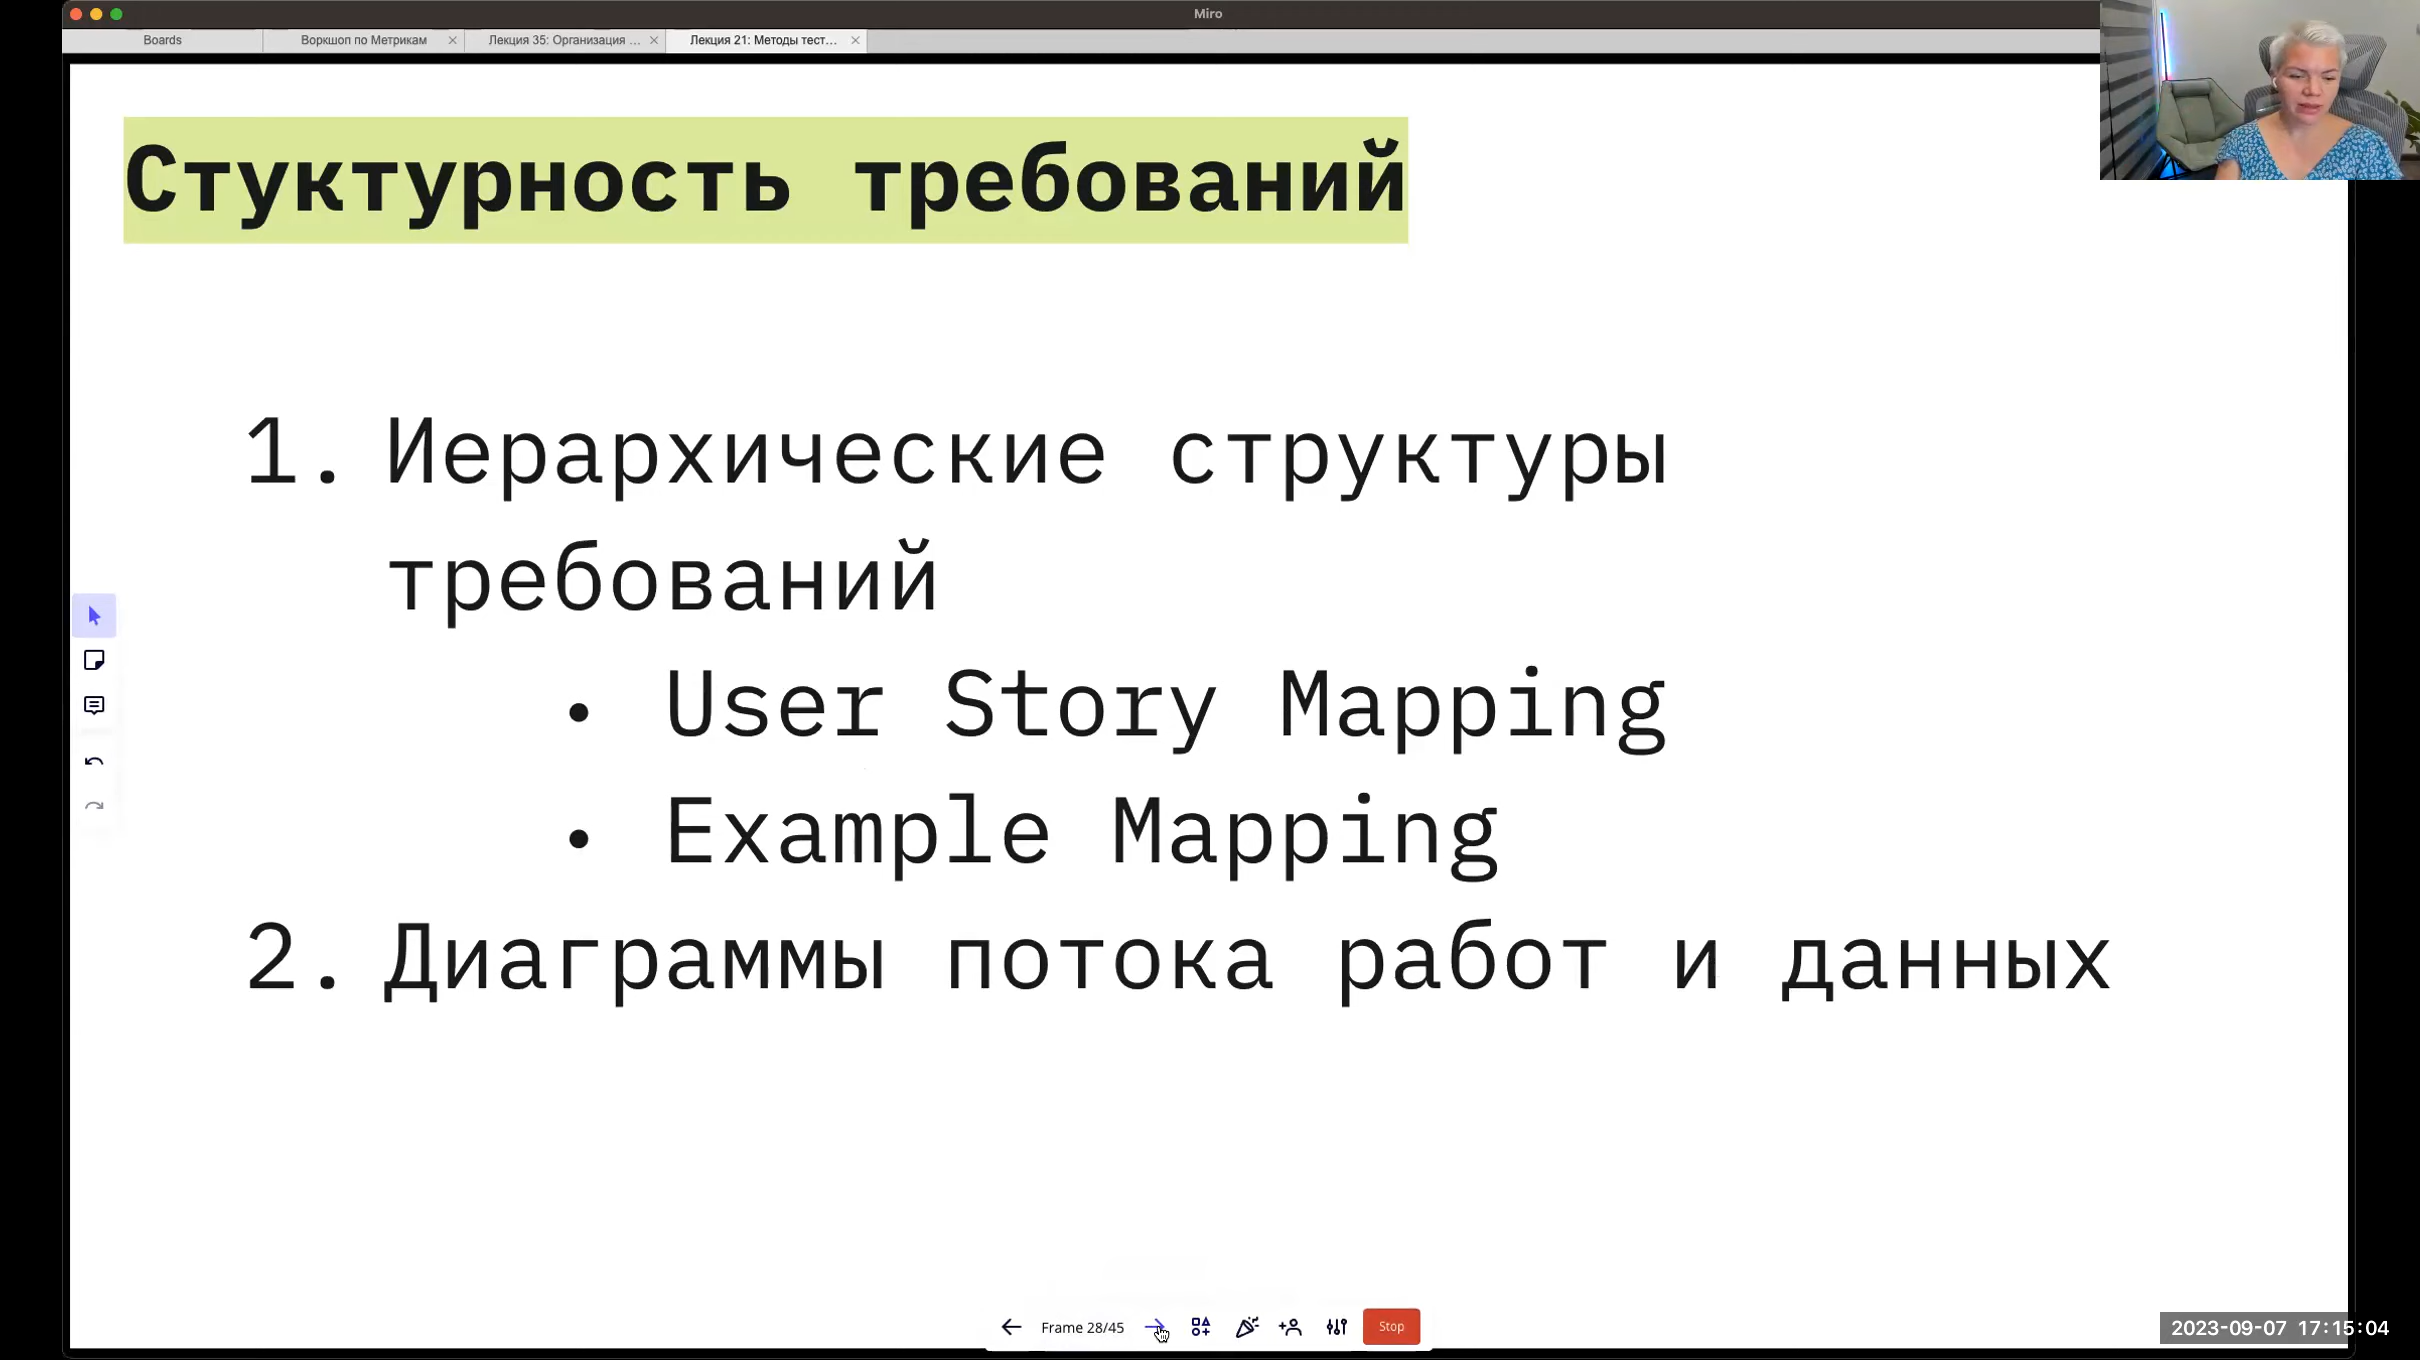 Miro
Boards
Воркшоп по Метрикам
Лекция 35: Организация ...
Лекция 21: Методы тест...
Стуктурность требований
1. Иерархические структуры
требований
• User Story Mapping
• Example Mapping
2. Диаграммы потока работ и данных
Frame 28/45
Stop
2023-09-07 17:15:04